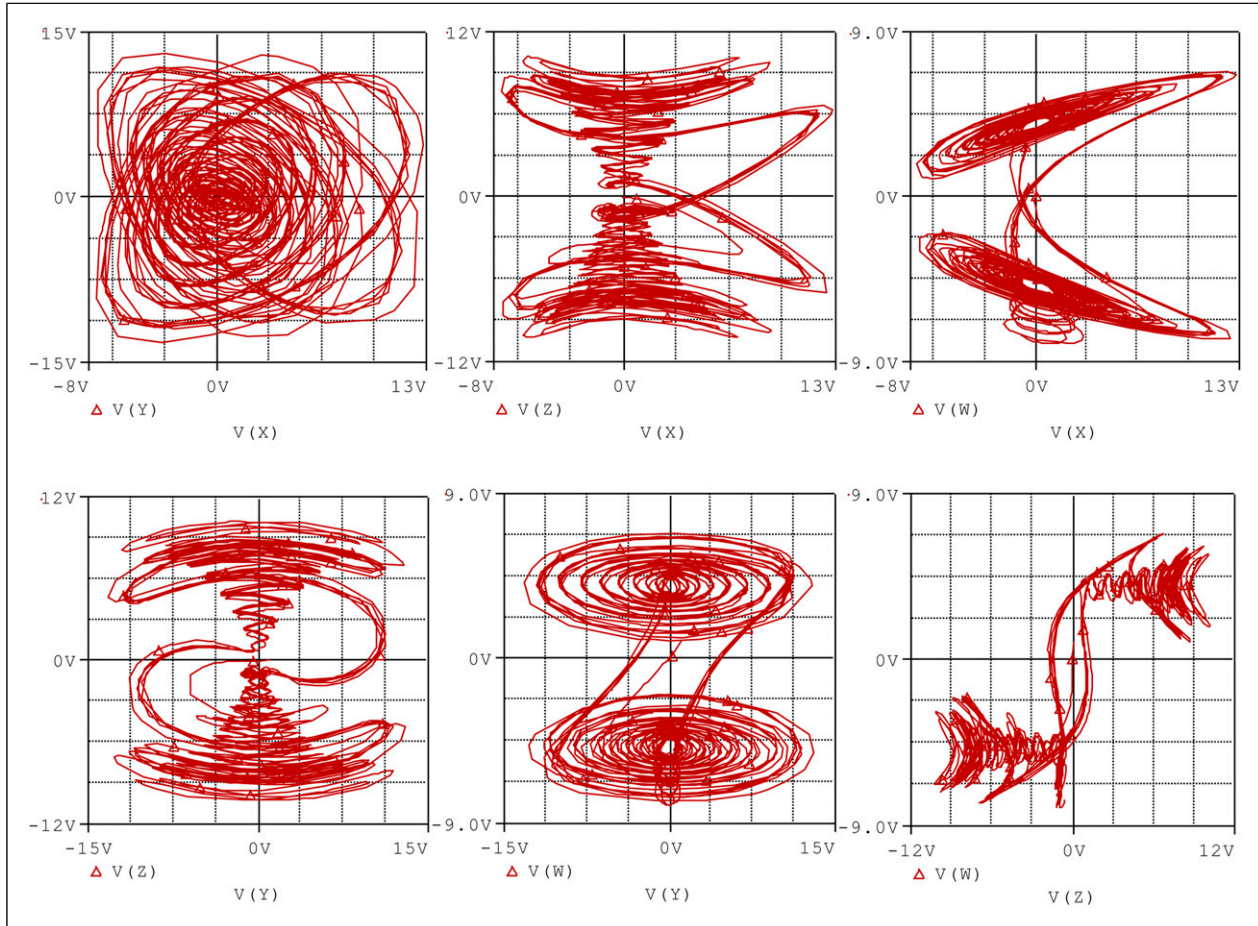 15V
0V
-15V
-8V 0V 13V
V(Y)
V(X)
12V
0V
-12V
-8V 0V 13V
V(Z)
V(X)
9.0V
0V
-9.0V
-8V 0V 13V
V(W)
V(X)
12V
0V
-12V
-15V 0V 15V
V(Z)
V(Y)
9.0V
0V
-9.0V
-15V 0V 15V
V(W)
V(Y)
9.0V
0V
-9.0V
-12V 0V 12V
V(W)
V(Z)